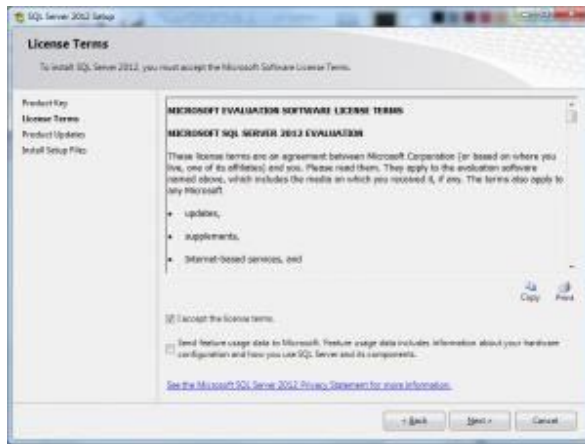 SQL Server 2012 Setup
License Terms
To install SQL Server 2012, you must accept the Microsoft Software License Terms.
Product Key
License Terms
Product Updates
Install Setup Files
MICROSOFT EVALUATION SOFTWARE LICENSE TERMS
MICROSOFT SQL SERVER 2012 EVALUATION
These license terms are an agreement between Microsoft Corporation (or based on where you
live, one of its affiliates) and you. Please read them. They apply to the evaluation software
named above, which includes the media on which you received it, if any. The terms also apply to
any Microsoft
• updates,
• supplements,
• Internet-based services, and
Copy Print
I accept the license terms.
Send feature usage data to Microsoft. Feature usage data includes information about your hardware
configuration and how you use SQL Server and its components.
See the Microsoft SQL Server 2012 Privacy Statement for more information.
< Back Next > Cancel